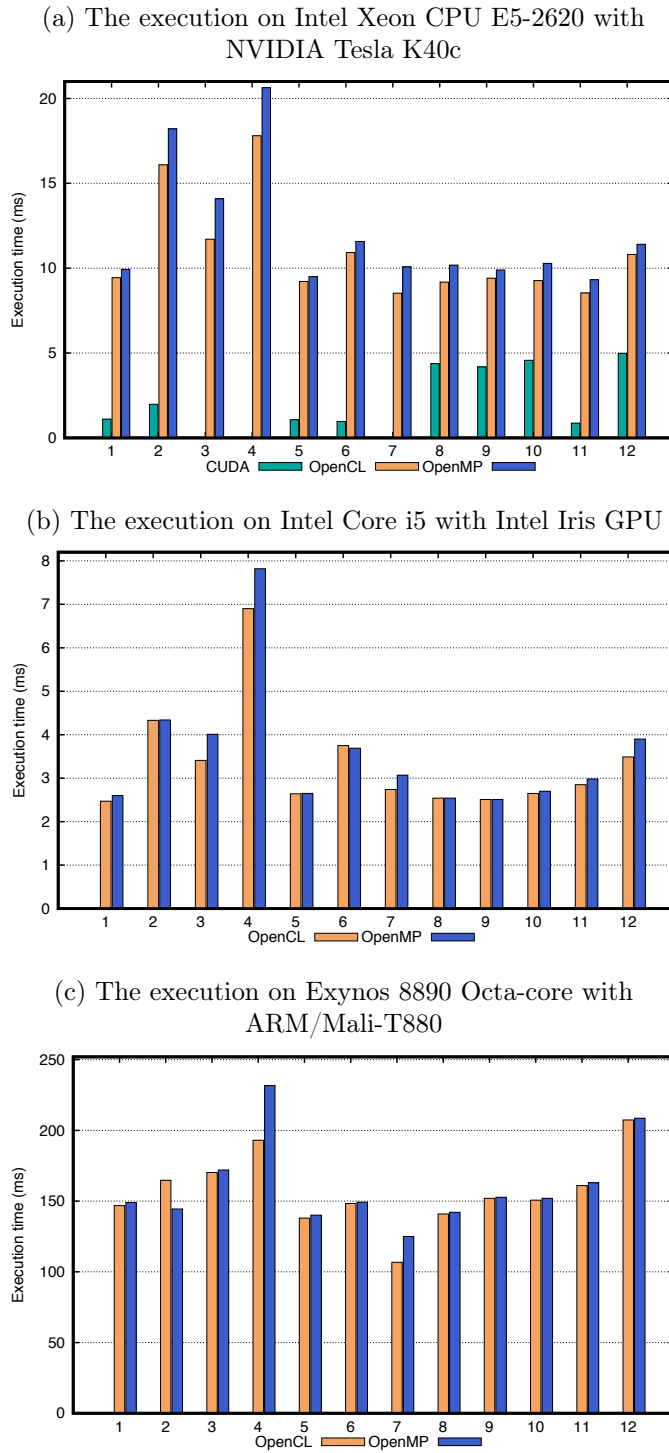 (a) The execution on Intel Xeon CPU E5-2620 with
NVIDIA Tesla K40c
20
15
10
5
0
Execution time (ms)
1 2 3 4 5 6 7 8 9 10 11 12
CUDA OpenCL OpenMP
(b) The execution on Intel Core i5 with Intel Iris GPU
8
7
6
5
4
3
2
1
0
Execution time (ms)
1 2 3 4 5 6 7 8 9 10 11 12
OpenCL OpenMP
(c) The execution on Exynos 8890 Octa-core with
ARM/Mali-T880
250
200
150
100
50
0
Execution time (ms)
1 2 3 4 5 6 7 8 9 10 11 12
OpenCL OpenMP